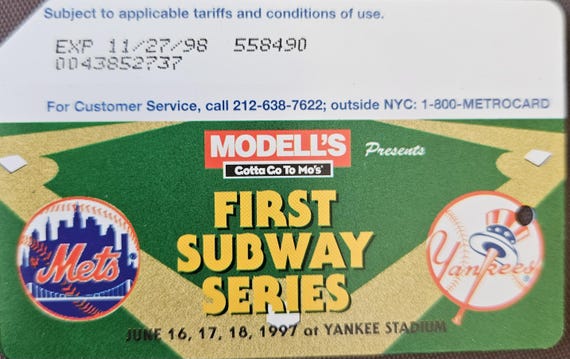 Subject to applicable tariffs and conditions of use.
EXP 11/27/98 558490
0043852737
For Customer Service, call 212-638-7622; outside NYC: 1-800-METROCARD
MODELL'S Presents
Gotta Go To Mo's®
FIRST
SUBWAY
SERIES
Mets
Yankees
JUNE 16, 17, 18, 1997 at YANKEE STADIUM